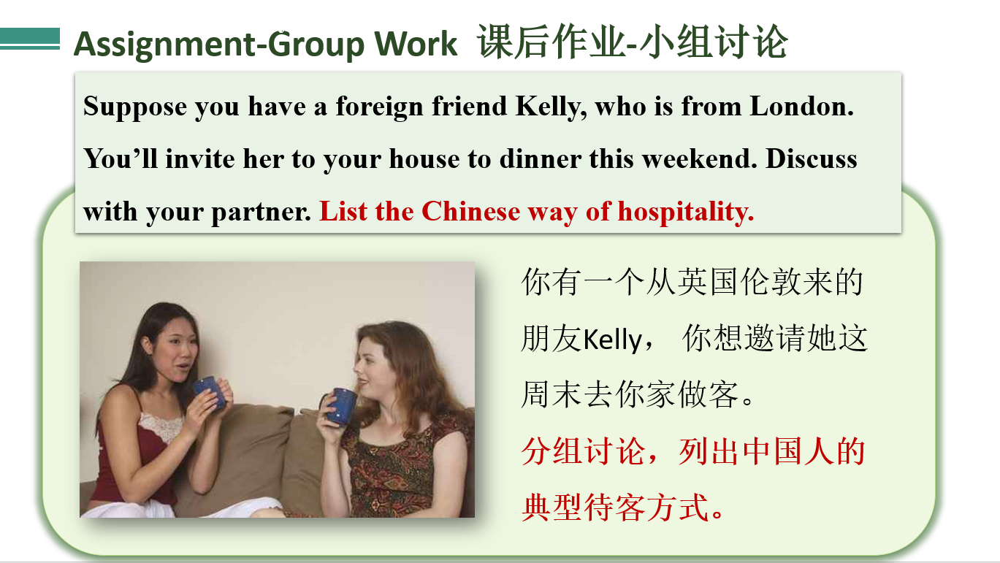 Assignment-Group Work 课后作业-小组讨论
Suppose you have a foreign friend Kelly, who is from London.
You’ll invite her to your house to dinner this weekend. Discuss
with your partner. List the Chinese way of hospitality.
你有一个从英国伦敦来的
朋友Kelly， 你想邀请她这
周末去你家做客。
分组讨论，列出中国人的
典型待客方式。